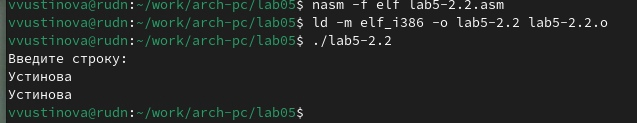 vvustinova@rudn:~/work/arch-pc/lab05$ nasm -f elf lab5-2.2.asm
vvustinova@rudn:~/work/arch-pc/lab05$ ld -m elf_i386 -o lab5-2.2 lab5-2.2.o
vvustinova@rudn:~/work/arch-pc/lab05$ ./lab5-2.2
Введите строку:
Устинова
Устинова
vvustinova@rudn:~/work/arch-pc/lab05$